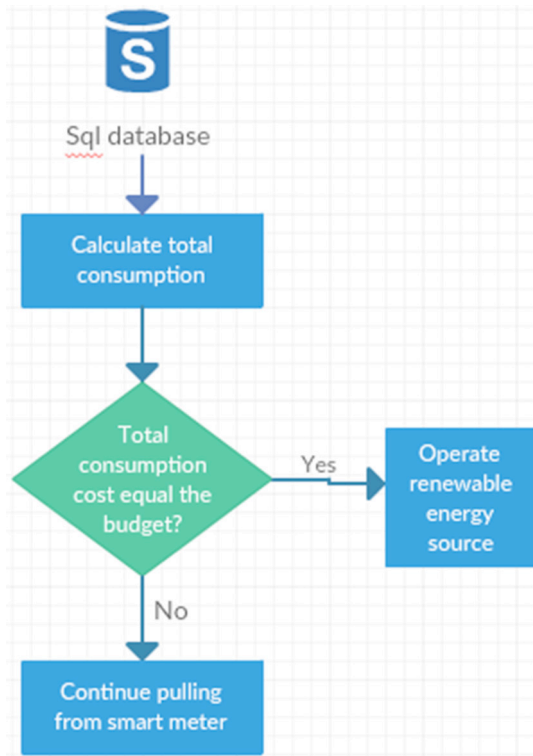 S
Sql database
Calculate total
consumption
Total
consumption
cost equal the
budget?
Yes
Operate
renewable
energy
source
No
Continue pulling
from smart meter